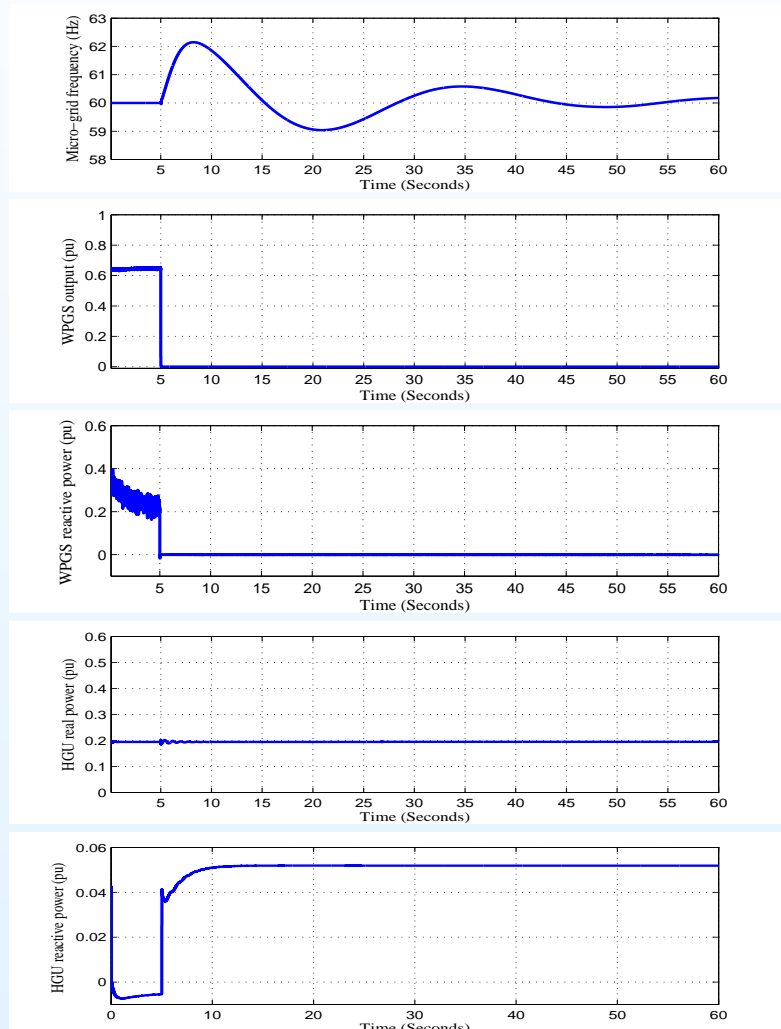 Micro-grid frequency (Hz)
63
62
61
60
59
58
5 10 15 20 25 30 35 40 45 50 55 60
Time (Seconds)
WPGS output (pu)
1
0.8
0.6
0.4
0.2
0
5 10 15 20 25 30 35 40 45 50 55 60
Time (Seconds)
WPGS reactive power (pu)
0.6
0.4
0.2
0
5 10 15 20 25 30 35 40 45 50 55 60
Time (Seconds)
HGU real power (pu)
0.6
0.5
0.4
0.3
0.2
0.1
0
5 10 15 20 25 30 35 40 45 50 55 60
Time (Seconds)
HGU reactive power (pu)
0.06
0.04
0.02
0
0 10 20 30 40 50 60
Time (Seconds)